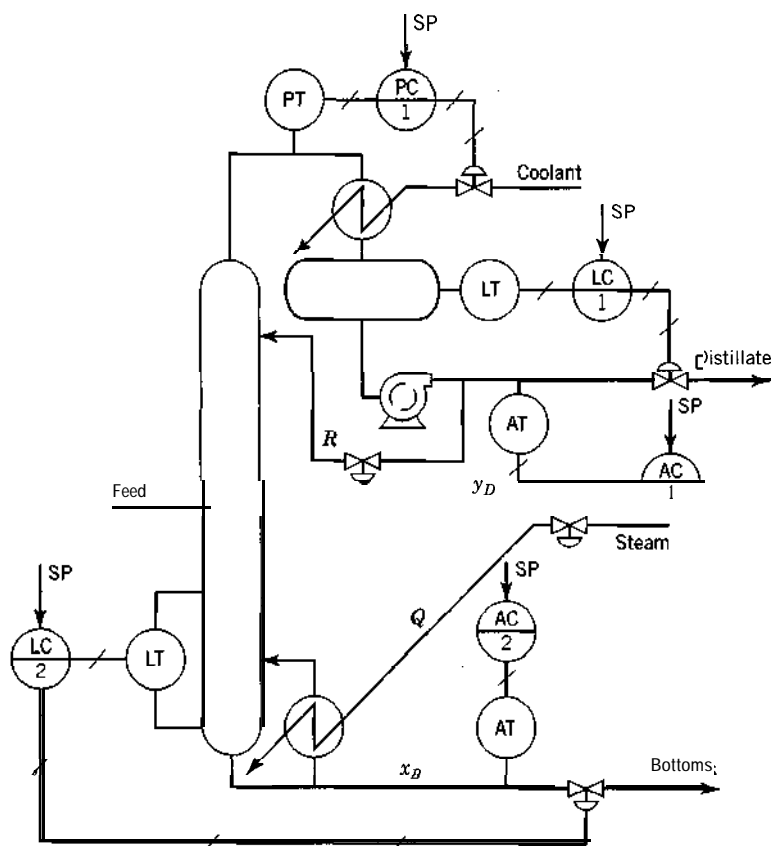 SP
PT
PC
1
Coolant
SP
LT
LC
1
Distillate
SP
AT
R
AC
1
y_D
Feed
Steam
SP
SP
Q
AC
2
LC
2
LT
AT
x_B
Bottoms